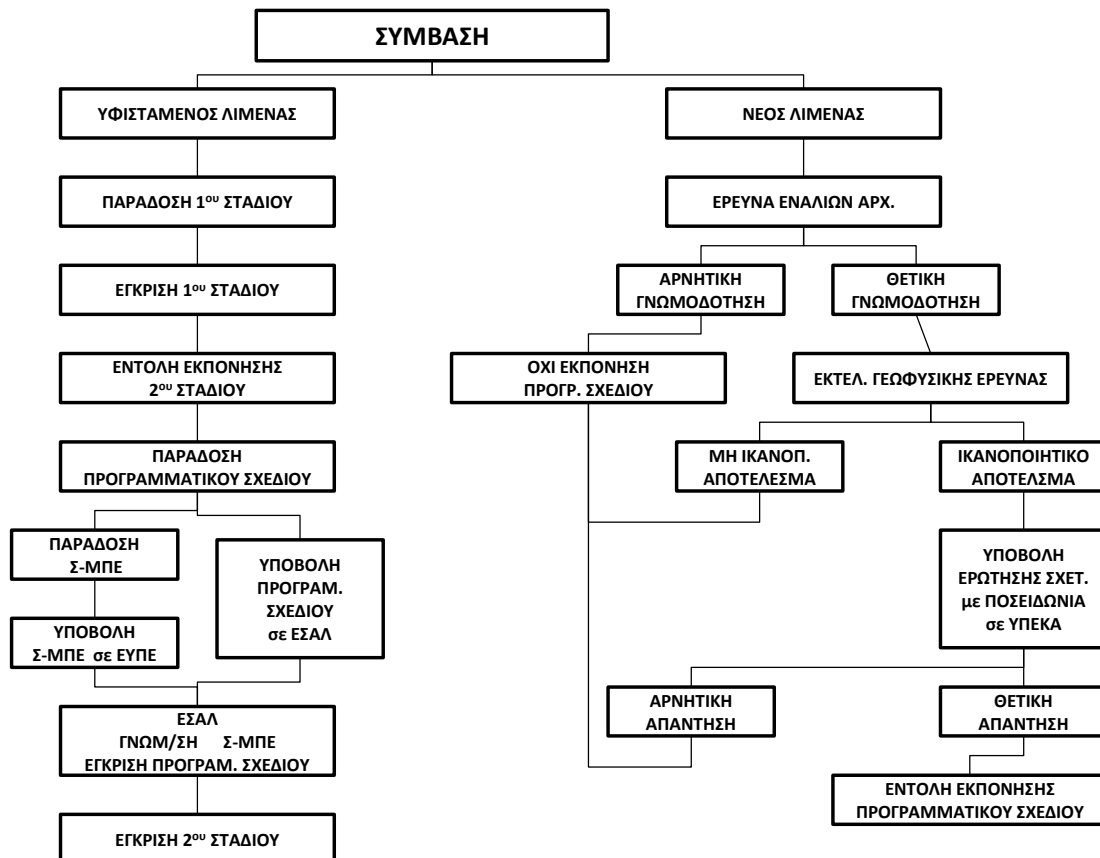 ΣΥΜΒΑΣΗ
ΥΦΙΣΤΑΜΕΝΟΣ ΛΙΜΕΝΑΣ
ΠΑΡΑΔΟΣΗ 1ου ΣΤΑΔΙΟΥ
ΕΓΚΡΙΣΗ 1ου ΣΤΑΔΙΟΥ
ΕΝΤΟΛΗ ΕΚΠΟΝΗΣΗΣ
2ου ΣΤΑΔΙΟΥ
ΠΑΡΑΔΟΣΗ
ΠΡΟΓΡΑΜΜΑΤΙΚΟΥ ΣΧΕΔΙΟΥ
ΠΑΡΑΔΟΣΗ
Σ-ΜΠΕ
ΥΠΟΒΟΛΗ
Σ-ΜΠΕ σε ΕΥΠΕ
ΥΠΟΒΟΛΗ
ΠΡΟΓΡΑΜ.
ΣΧΕΔΙΟΥ
σε ΕΣΑΛ
ΕΣΑΛ
ΓΝΩΜ/ΣΗ Σ-ΜΠΕ
ΕΓΚΡΙΣΗ ΠΡΟΓΡΑΜ. ΣΧΕΔΙΟΥ
ΕΓΚΡΙΣΗ 2ου ΣΤΑΔΙΟΥ
ΝΕΟΣ ΛΙΜΕΝΑΣ
ΕΡΕΥΝΑ ΕΝΑΛΙΩΝ ΑΡΧ.
ΑΡΝΗΤΙΚΗ
ΓΝΩΜΟΔΟΤΗΣΗ
ΘΕΤΙΚΗ
ΓΝΩΜΟΔΟΤΗΣΗ
ΟΧΙ ΕΚΠΟΝΗΣΗ
ΠΡΟΓΡ. ΣΧΕΔΙΟΥ
ΕΚΤΕΛ. ΓΕΩΦΥΣΙΚΗΣ ΕΡΕΥΝΑΣ
ΜΗ ΙΚΑΝΟΠ.
ΑΠΟΤΕΛΕΣΜΑ
ΙΚΑΝΟΠΟΙΗΤΙΚΟ
ΑΠΟΤΕΛΣΜΑ
ΥΠΟΒΟΛΗ
ΕΡΩΤΗΣΗΣ ΣΧΕΤ.
με ΠΟΣΕΙΔΩΝΙΑ
σε ΥΠΕΚΑ
ΑΡΝΗΤΙΚΗ
ΑΠΑΝΤΗΣΗ
ΘΕΤΙΚΗ
ΑΠΑΝΤΗΣΗ
ΕΝΤΟΛΗ ΕΚΠΟΝΗΣΗΣ
ΠΡΟΓΡΑΜΜΑΤΙΚΟΥ ΣΧΕΔΙΟΥ